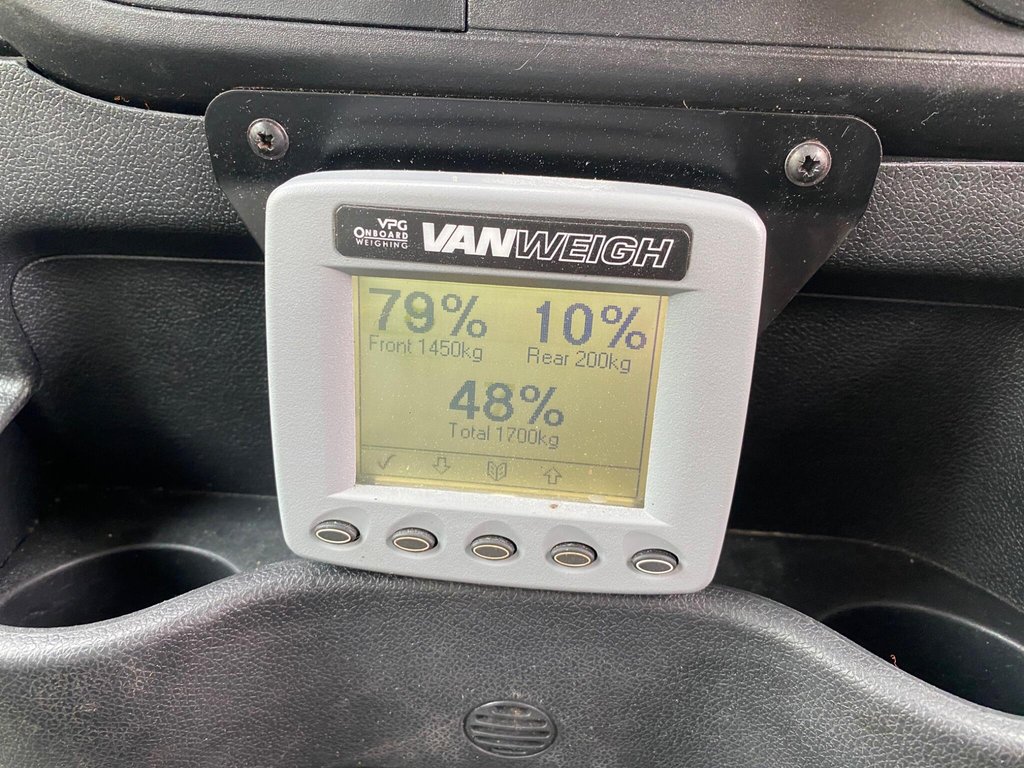 VPG
ONBOARD
WEIGHING
VANWEIGH
79% 10%
Front 1450kg Rear 200kg
48%
Total 1700kg